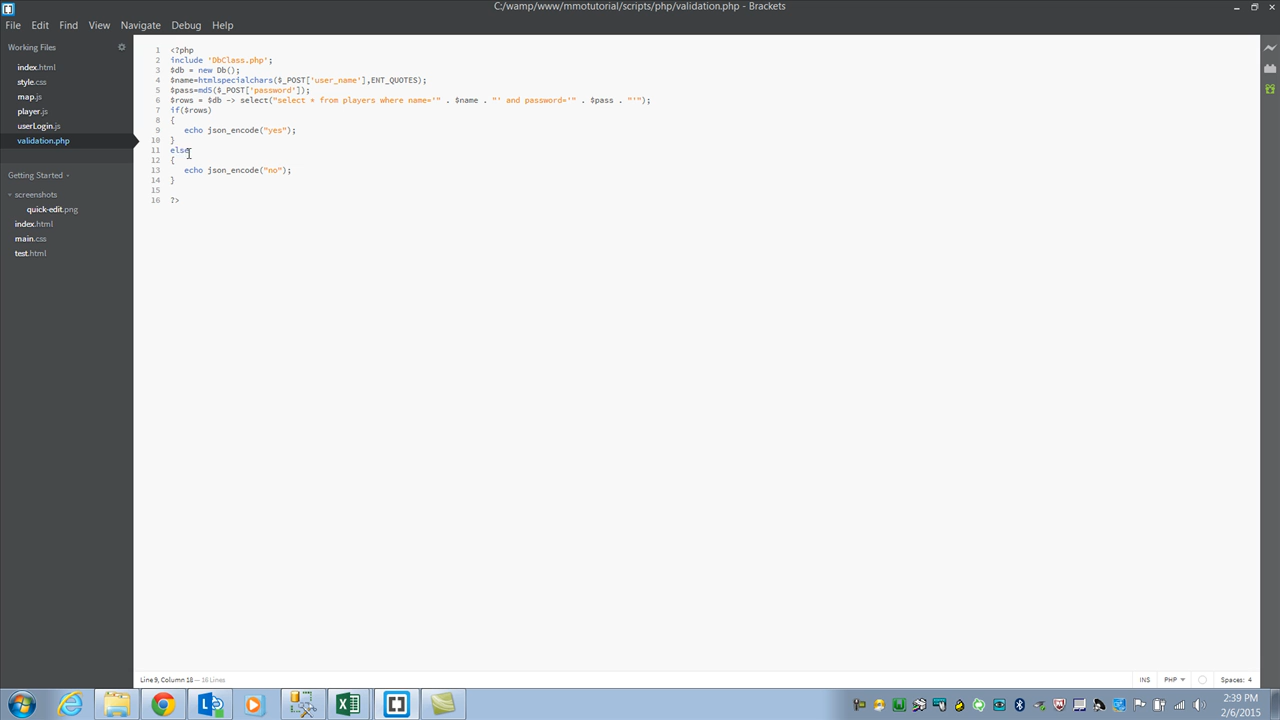 C:/wamp/www/mmotutorial/scripts/php/validation.php - Brackets
File Edit Find View Navigate Debug Help
Working Files
index.html
style.css
map.js
player.js
userLogin.js
validation.php
Getting Started
screenshots
quick-edit.png
index.html
main.css
test.html
1 <?php
2 include 'DbClass.php';
3 $db = new Db();
4 $name=htmlspecialchars($_POST['user_name'],ENT_QUOTES);
5 $pass=md5($_POST['password']);
6 $rows = $db -> select("select * from players where name='" . $name . "' and password='" . $pass . "'");
7 if($rows)
8 {
9 echo json_encode("yes");
10 }
11 else
12 {
13 echo json_encode("no");
14 }
15
16 ?>
Line 9, Column 18 — 16 Lines
INS PHP Spaces: 4
2:39 PM
2/6/2015